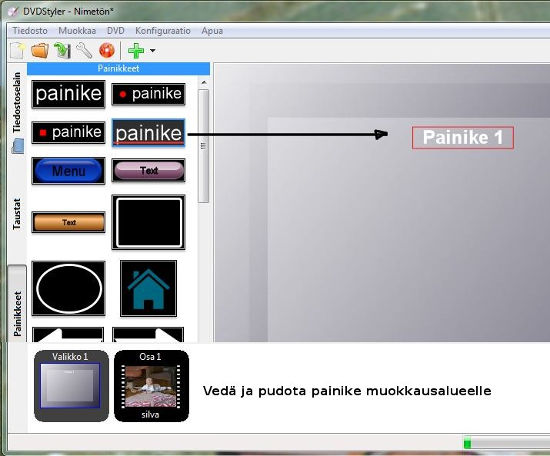 DVDStyler - Nimetön*
Tiedosto Muokkaa DVD Konfiguraatio Apua
Painikkeet
Tiedostoselain
Taustat
Painikkeet
painike painike
painike painike
Menu Text
Text
Painike 1
Valikko 1 Osa 1
silva
Vedä ja pudota painike muokkausalueelle